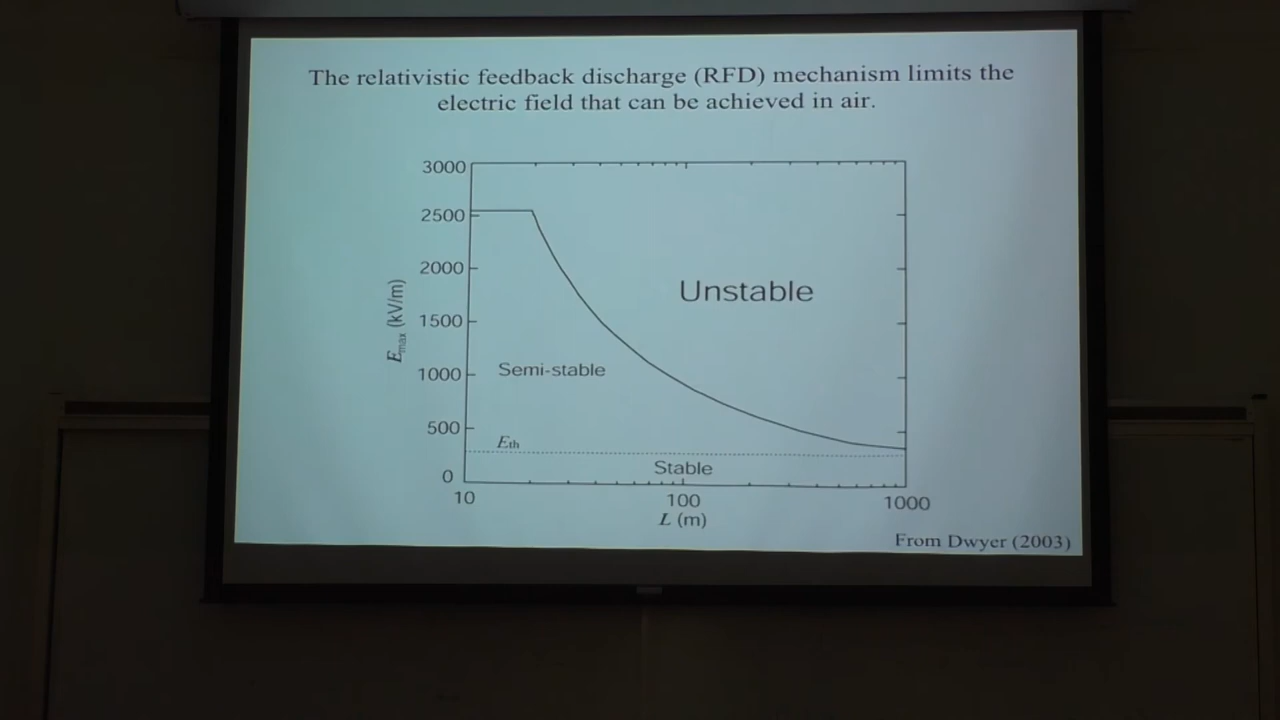 The relativistic feedback discharge (RFD) mechanism limits the
electric field that can be achieved in air.
3000
2500
2000
1500
1000
500
0
Emax (kV/m)
Unstable
Semi-stable
Eth
Stable
10
100
1000
L (m)
From Dwyer (2003)